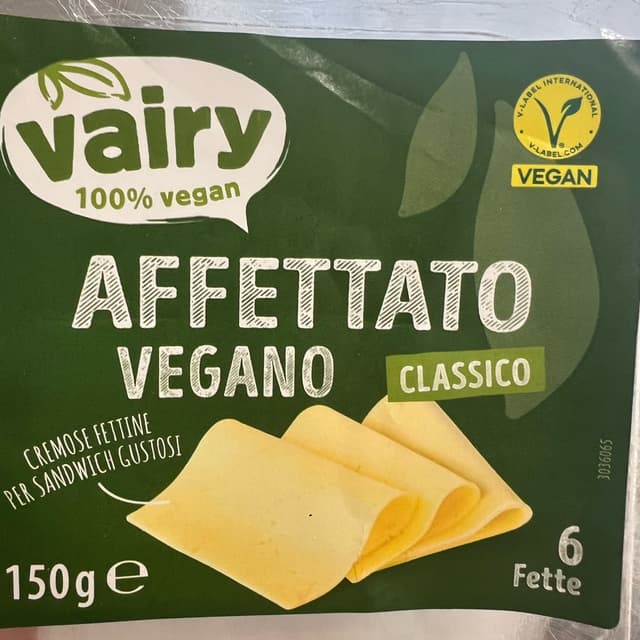 vairy
100% vegan
V-LABEL INTERNATIONAL
V-LABEL.COM
VEGAN
AFFETTATO
VEGANO
CLASSICO
CREMOSE FETTINE
PER SANDWICH GUSTOSI
3036065
150g e
6
Fette